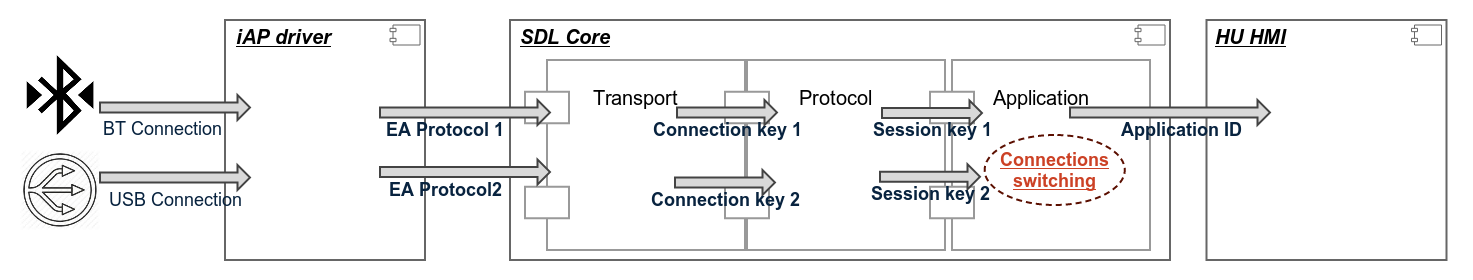 iAP driver
SDL Core
HU HMI
Transport
Protocol
Application
BT Connection
EA Protocol 1
Connection key 1
Session key 1
Application ID
Connections
switching
USB Connection
EA Protocol2
Connection key 2
Session key 2